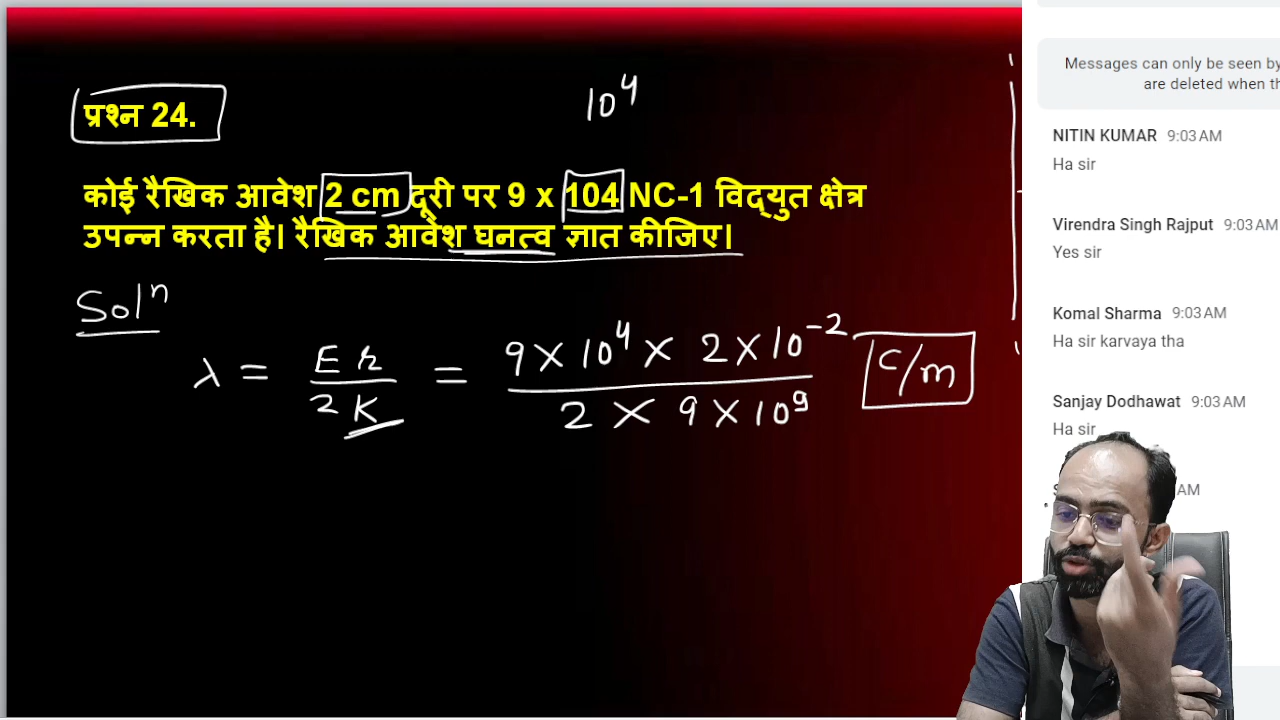 प्रश्न 24.
10⁴
कोई रैखिक आवेश 2 cm दूरी पर 9 x 104 NC-1 विद्युत क्षेत्र
उपन्न करता है। रैखिक आवेश घनत्व ज्ञात कीजिए।
Solⁿ
λ = E r / 2 K = 9 × 10⁴ × 2 × 10⁻² / 2 × 9 × 10⁹ C/m
Messages can only be seen by
are deleted when th
NITIN KUMAR 9:03 AM
Ha sir
Virendra Singh Rajput 9:03 AM
Yes sir
Komal Sharma 9:03 AM
Ha sir karvaya tha
Sanjay Dodhawat 9:03 AM
Ha sir
AM